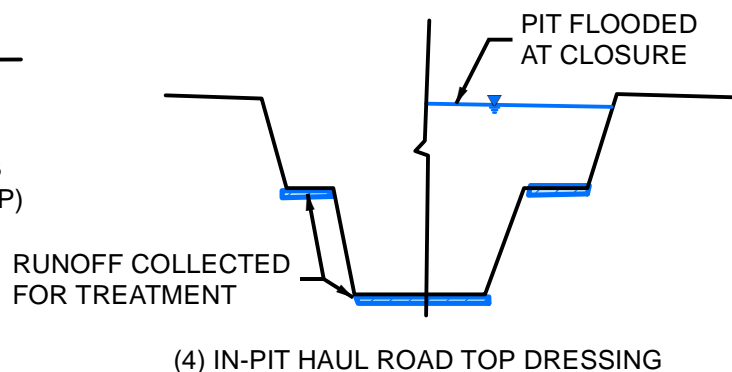 PIT FLOODED
AT CLOSURE
P)
RUNOFF COLLECTED
FOR TREATMENT
(4) IN-PIT HAUL ROAD TOP DRESSING